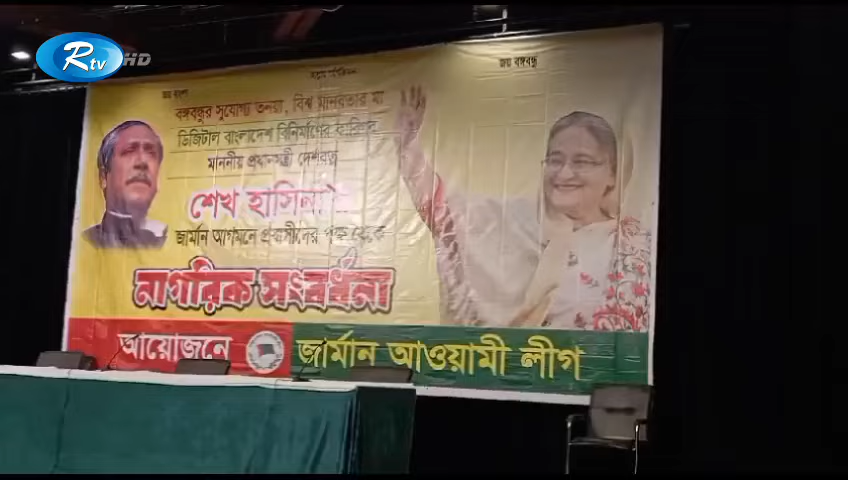 Rtv HD
জয় বাংলা
জয় বঙ্গবন্ধু
বঙ্গবন্ধুর সুযোগ্য তনয়া, বিশ্ব মানবতার মা
ডিজিটাল বাংলাদেশ বিনির্মাণের
মাননীয় প্রধানমন্ত্রী দেশরত্ন
শেখ হাসিনার
জার্মান আগমনে প্রবাসীদের পক্ষ থেকে
নাগরিক সংবর্ধনা
আয়োজনে জার্মান আওয়ামী লীগ